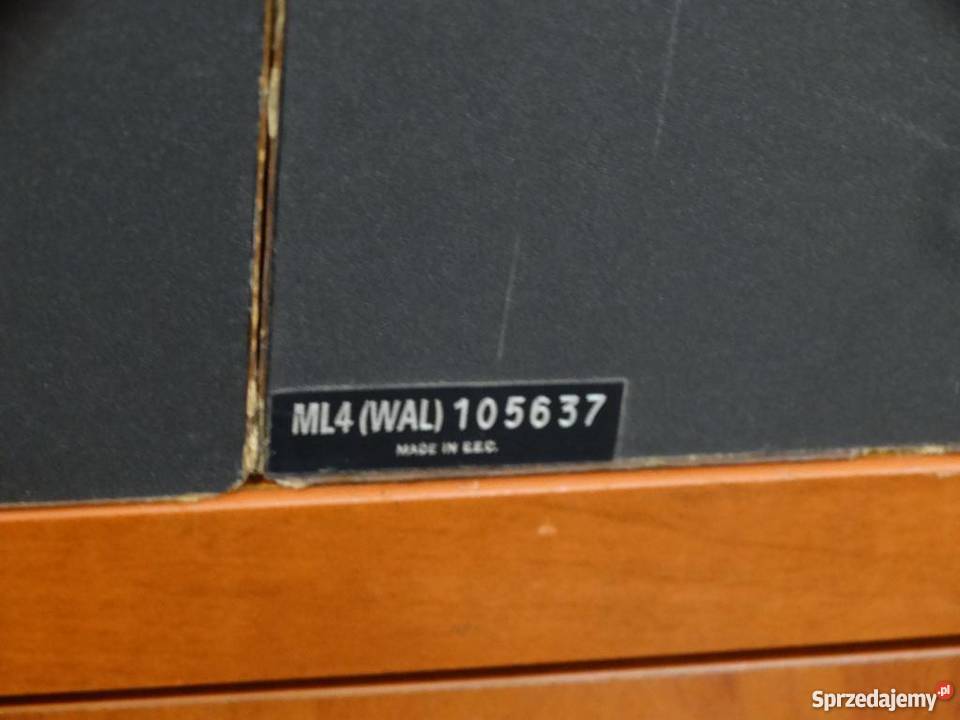 ML4 (WAL) 105637
MADE IN E.E.C.
Sprzedajemy.pl